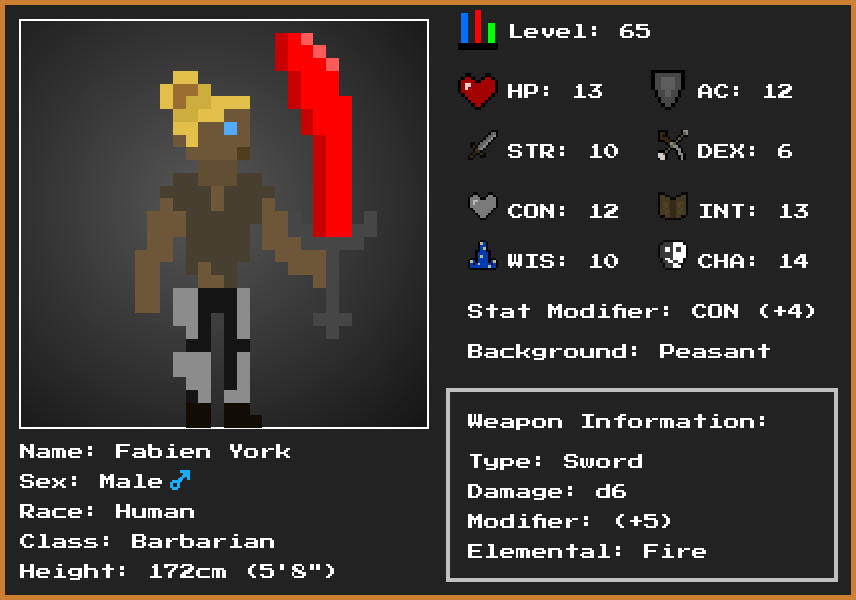 Level: 65
HP: 13 AC: 12
STR: 10 DEX: 6
CON: 12 INT: 13
WIS: 10 CHA: 14
Stat Modifier: CON (+4)
Background: Peasant
Weapon Information:
Type: Sword
Damage: d6
Modifier: (+5)
Elemental: Fire
Name: Fabien York
Sex: Male♂
Race: Human
Class: Barbarian
Height: 172cm (5'8")